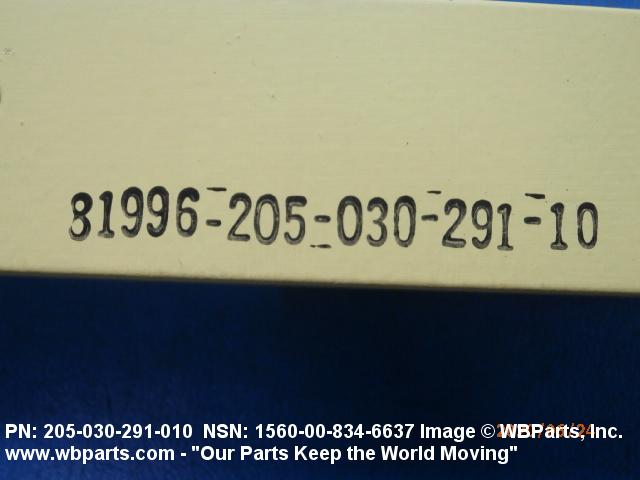 81996-205-030-291-10
PN: 205-030-291-010 NSN: 1560-00-834-6637 Image © WBParts, Inc.
www.wbparts.com - "Our Parts Keep the World Moving"